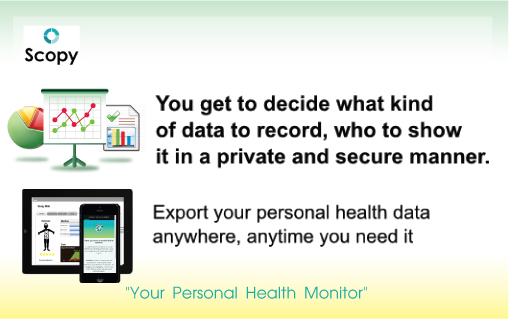 Scopy
You get to decide what kind
of data to record, who to show
it in a private and secure manner.
Export your personal health data
anywhere, anytime you need it
"Your Personal Health Monitor"